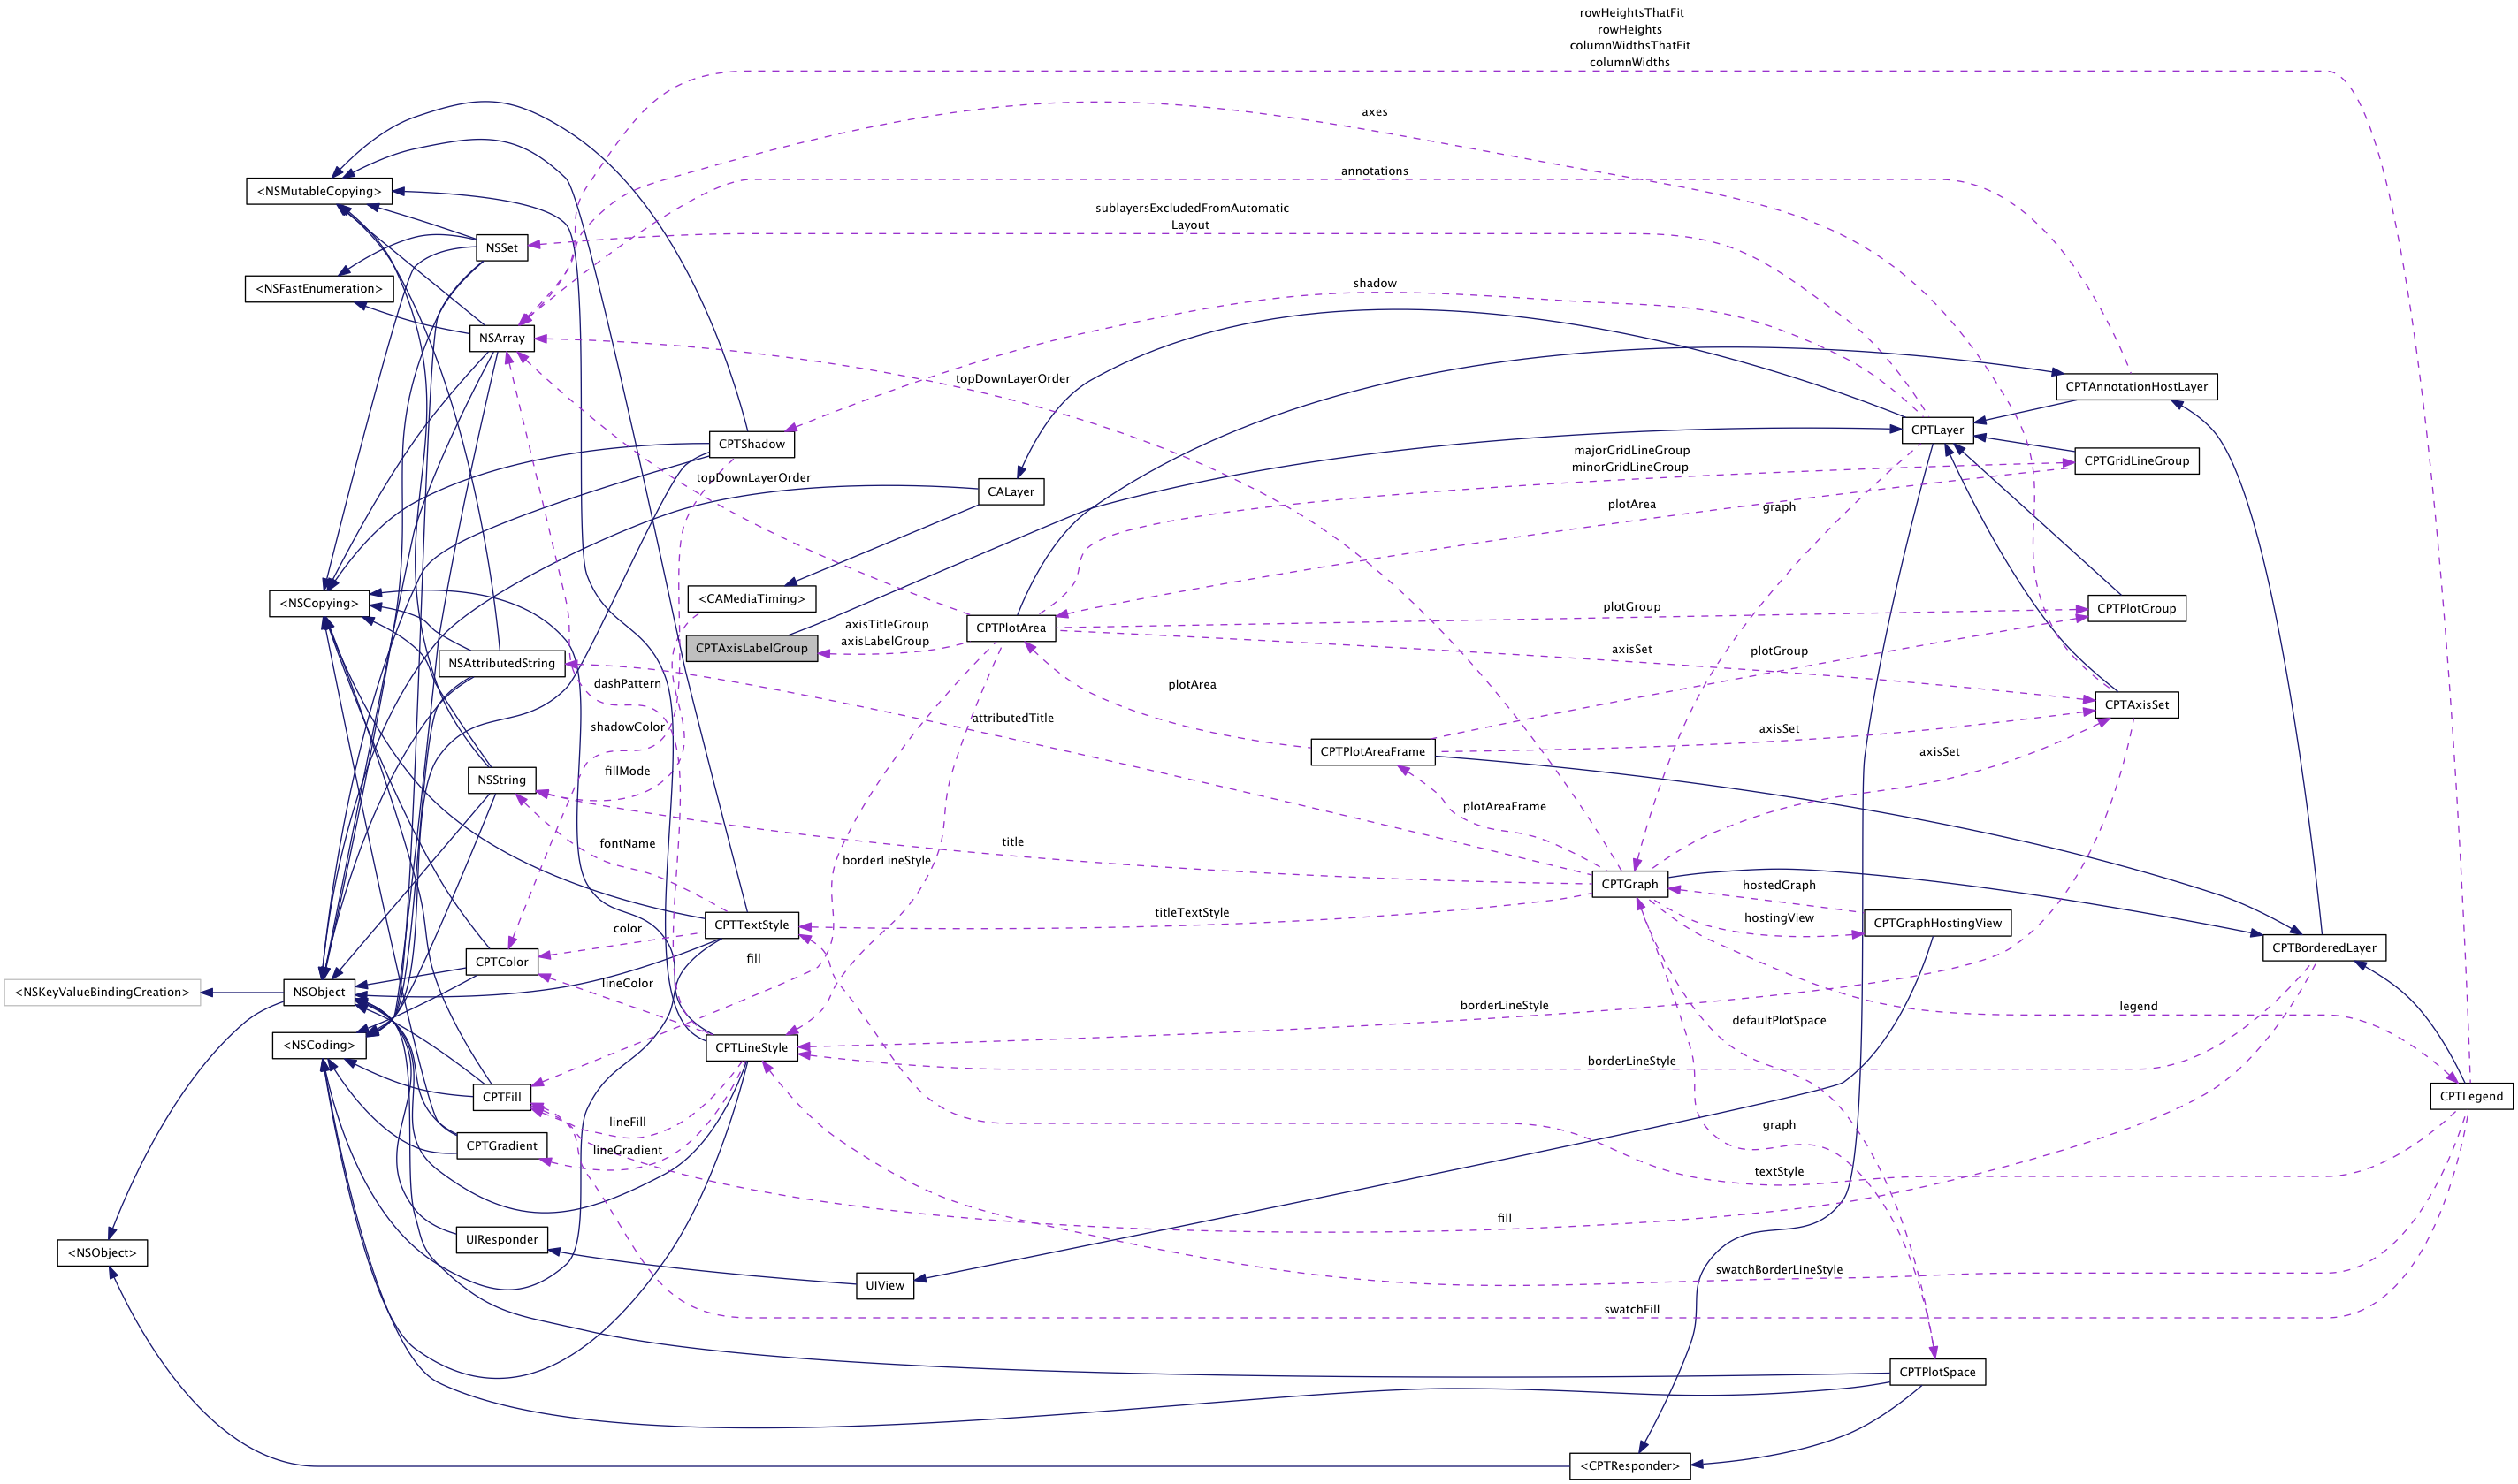 rowHeightsThatFit
rowHeights
columnWidthsThatFit
columnWidths
axes
annotations
<NSMutableCopying>
sublayersExcludedFromAutomatic
Layout
NSSet
<NSFastEnumeration>
shadow
NSArray
topDownLayerOrder
CPTAnnotationHostLayer
CPTShadow
CPTLayer
majorGridLineGroup
minorGridLineGroup
CPTGridLineGroup
topDownLayerOrder
CALayer
plotArea
graph
<NSCopying>
<CAMediaTiming>
plotGroup
CPTPlotGroup
axisTitleGroup
axisLabelGroup
CPTPlotArea
CPTAxisLabelGroup
axisSet
plotGroup
NSAttributedString
dashPattern
plotArea
CPTAxisSet
attributedTitle
shadowColor
axisSet
CPTPlotAreaFrame
axisSet
NSString
fillMode
plotAreaFrame
fontName
title
borderLineStyle
CPTGraph
hostedGraph
titleTextStyle
hostingView
CPTGraphHostingView
CPTTextStyle
color
CPTBorderedLayer
CPTColor
fill
lineColor
<NSKeyValueBindingCreation>
NSObject
borderLineStyle
legend
defaultPlotSpace
<NSCoding>
CPTLineStyle
borderLineStyle
CPTFill
CPTLegend
lineFill
graph
CPTGradient
lineGradient
textStyle
fill
UIResponder
<NSObject>
swatchBorderLineStyle
UIView
swatchFill
CPTPlotSpace
<CPTResponder>